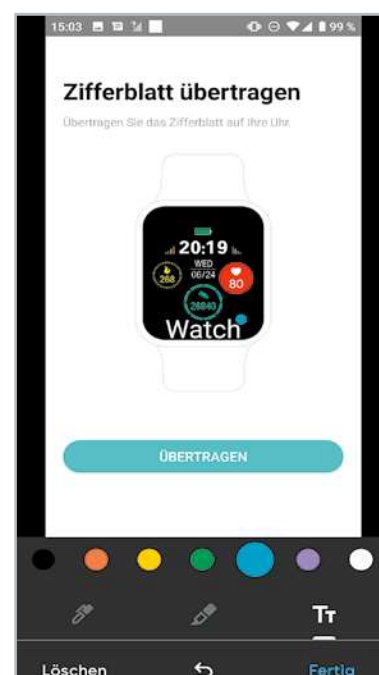 15:03 99 %
Zifferblatt übertragen
Übertragen Sie das Zifferblatt auf Ihre Uhr.
20:19
WED
06/24
268
80
26840
Watch
ÜBERTRAGEN
TT
Löschen
Fertig